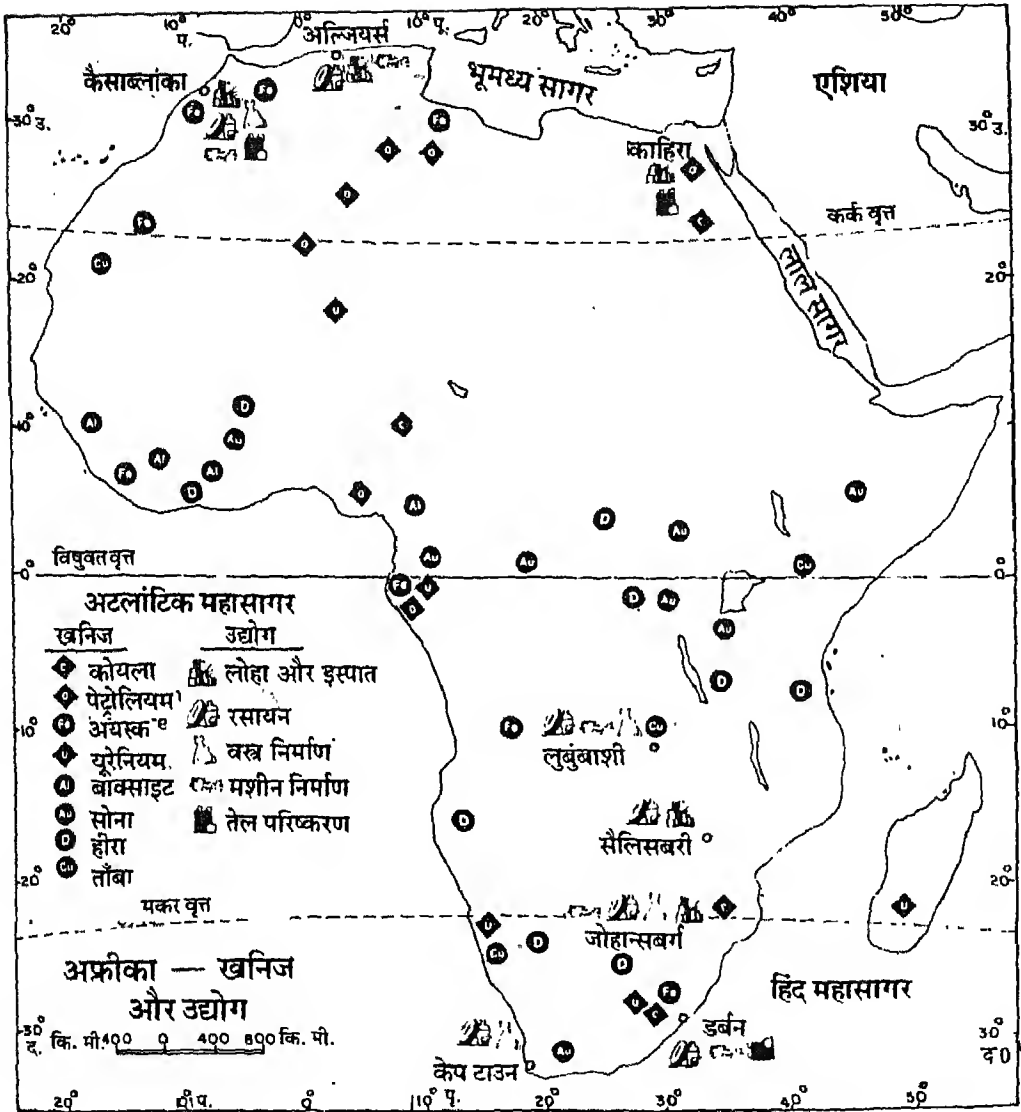 20° प. 0° 10° पू. 20° 30° 40° 50°
अल्जियर्स
कैसाब्लांका
भूमध्य सागर
एशिया
30° उ. 30° उ.
काहिरा
कर्क वृत्त
लाल सागर
20° 20°
10° 10°
विषुवत वृत्त
0° 0°
अटलांटिक महासागर
खनिज उद्योग
कोयला लोहा और इस्पात
पेट्रोलियम रसायन
अयस्क
यूरेनियम वस्त्र निर्माण
बाक्साइट मशीन निर्माण
सोना तेल परिष्करण
हीरा
ताँबा
10° 10°
लुबुंबाशी
सैलिसबरी
20° 20°
मकर वृत्त
जोहान्सबर्ग
अफ्रीका — खनिज
और उद्योग
हिंद महासागर
डर्बन
30° द. 30° द0
कि. मी. 400 0 400 800 कि. मी.
केप टाउन
20° 10° प. 0° 10° पू. 20° 30° 40° 50°